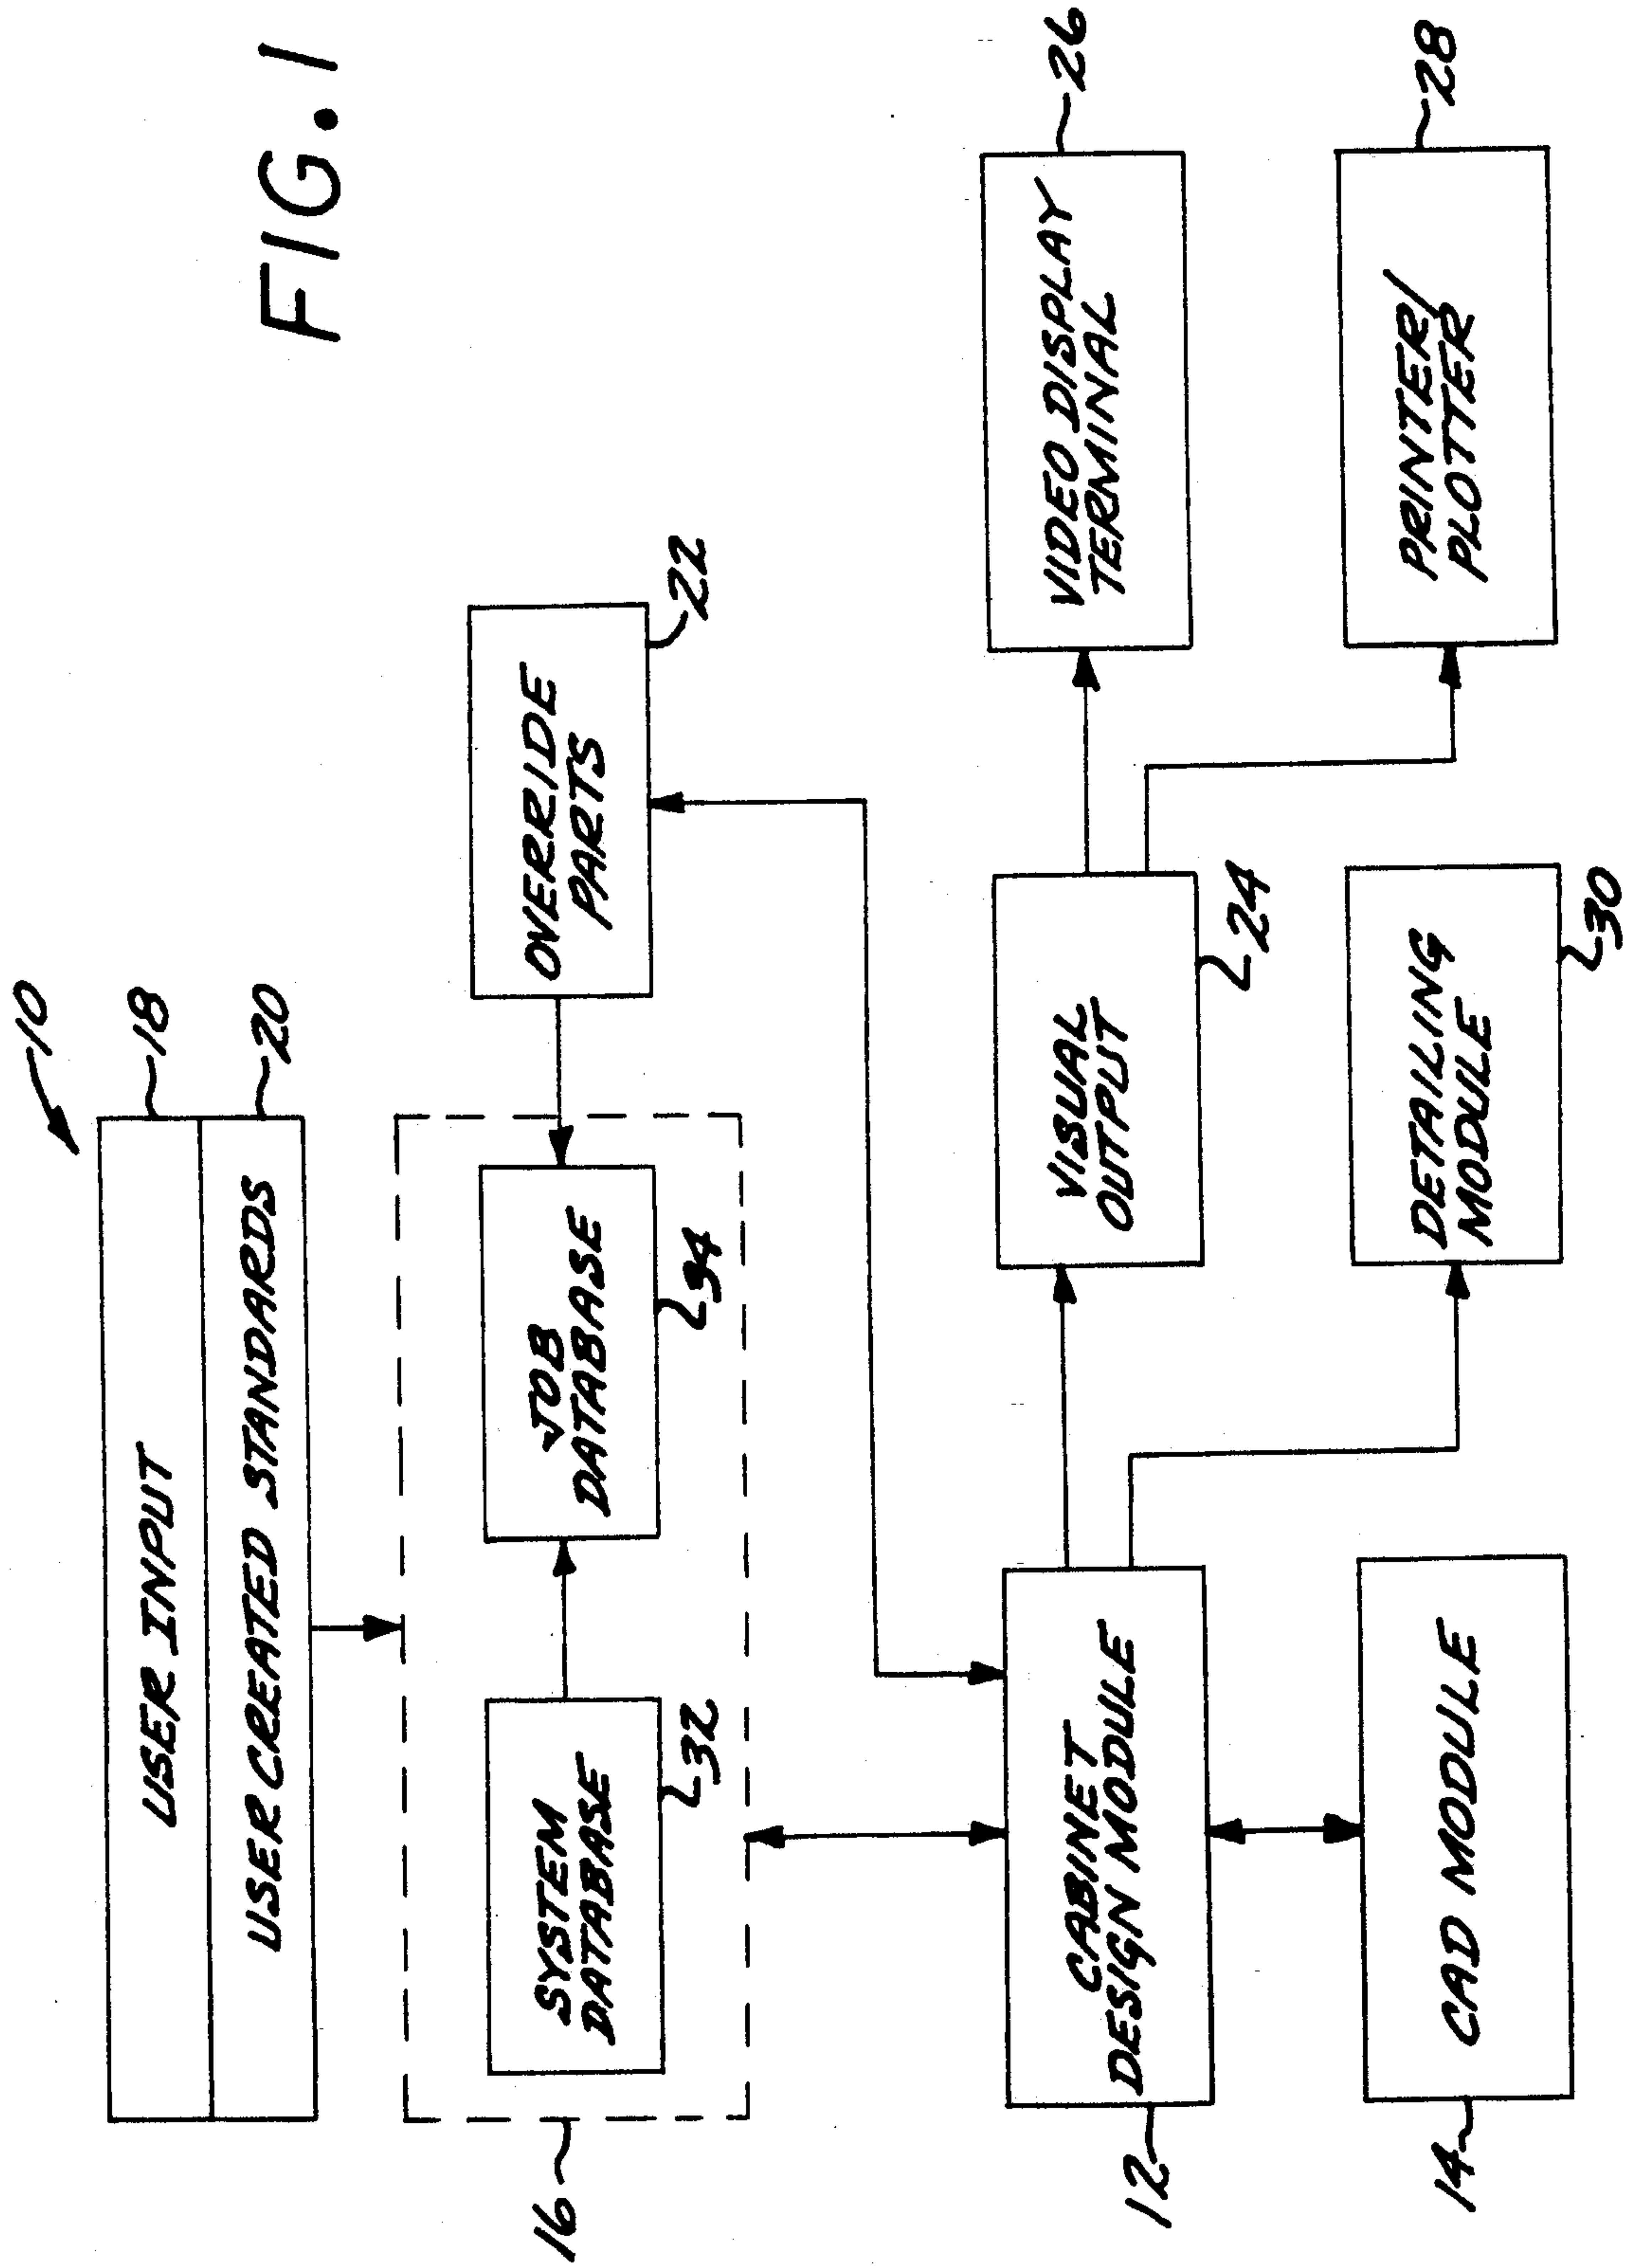 FIG. 1
10
USER INPUT
18
USER CREATED STANDARDS
20
16
SYSTEM
DATABASE
32
JOB
DATABASE
34
OVERRIDE
PARTS
22
12
CABINET
DESIGN MODULE
VISUAL
OUTPUT
24
VIDEO DISPLAY
TERMINAL
26
14
CAD MODULE
DETAILING
MODULE
30
PRINTER/
PLOTTER
28